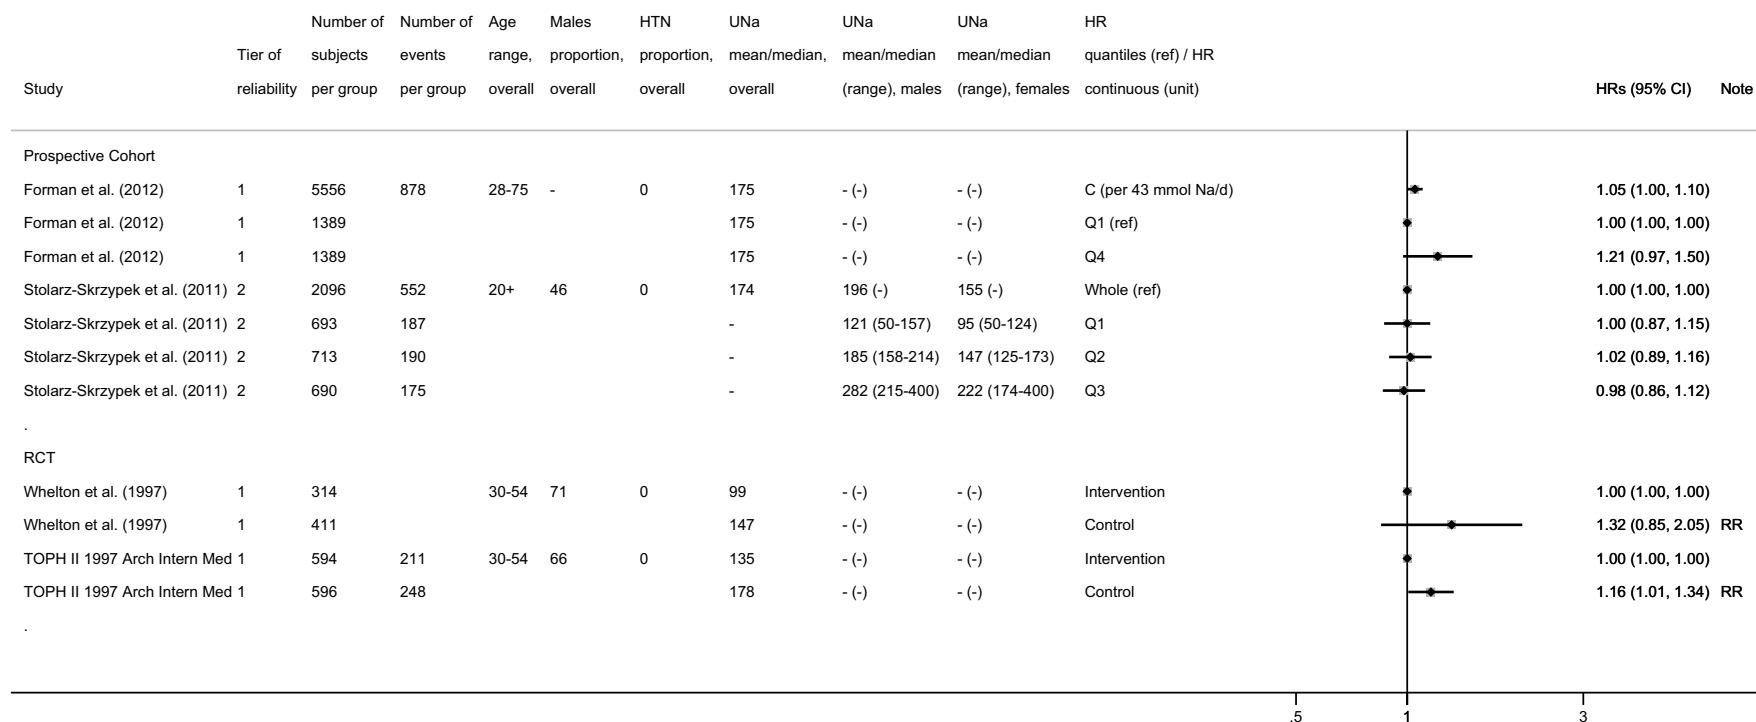 Number of Number of Age Males HTN UNa UNa UNa HR
Tier of subjects events range, proportion, proportion, mean/median, mean/median mean/median quantiles (ref) / HR
Study reliability per group per group overall overall overall overall (range), males (range), females continuous (unit) HRs (95% CI) Note
Prospective Cohort
Forman et al. (2012) 1 5556 878 28-75 - 0 175 - (-) - (-) C (per 43 mmol Na/d) 1.05 (1.00, 1.10)
Forman et al. (2012) 1 1389 175 - (-) - (-) Q1 (ref) 1.00 (1.00, 1.00)
Forman et al. (2012) 1 1389 175 - (-) - (-) Q4 1.21 (0.97, 1.50)
Stolarz-Skrzypek et al. (2011) 2 2096 552 20+ 46 0 174 196 (-) 155 (-) Whole (ref) 1.00 (1.00, 1.00)
Stolarz-Skrzypek et al. (2011) 2 693 187 - 121 (50-157) 95 (50-124) Q1 1.00 (0.87, 1.15)
Stolarz-Skrzypek et al. (2011) 2 713 190 - 185 (158-214) 147 (125-173) Q2 1.02 (0.89, 1.16)
Stolarz-Skrzypek et al. (2011) 2 690 175 - 282 (215-400) 222 (174-400) Q3 0.98 (0.86, 1.12)
.
RCT
Whelton et al. (1997) 1 314 30-54 71 0 99 - (-) - (-) Intervention 1.00 (1.00, 1.00)
Whelton et al. (1997) 1 411 147 - (-) - (-) Control 1.32 (0.85, 2.05) RR
TOPH II 1997 Arch Intern Med 1 594 211 30-54 66 0 135 - (-) - (-) Intervention 1.00 (1.00, 1.00)
TOPH II 1997 Arch Intern Med 1 596 248 178 - (-) - (-) Control 1.16 (1.01, 1.34) RR
.
.5 1 3